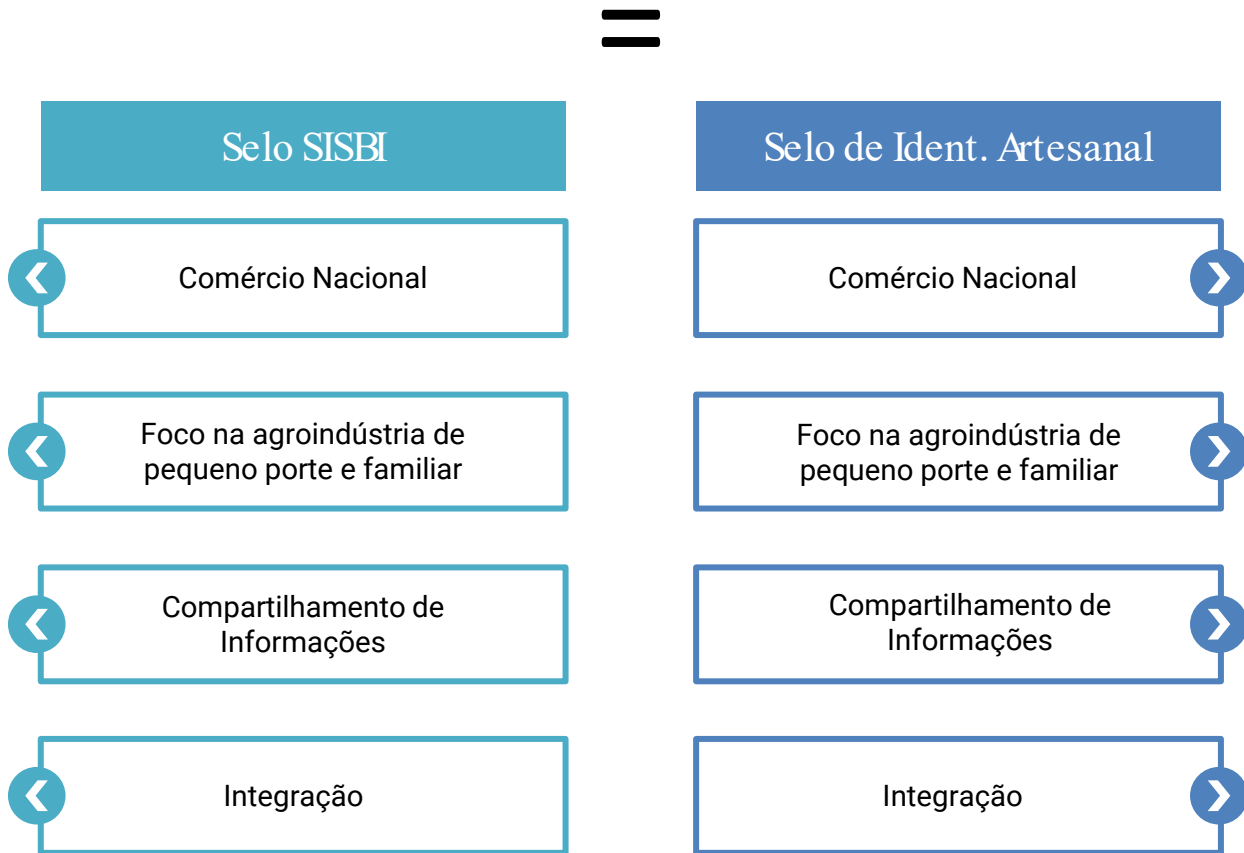 =
Selo SISBI
Comércio Nacional
Foco na agroindústria de
pequeno porte e familiar
Compartilhamento de
Informações
Integração
Selo de Ident. Artesanal
Comércio Nacional
Foco na agroindústria de
pequeno porte e familiar
Compartilhamento de
Informações
Integração